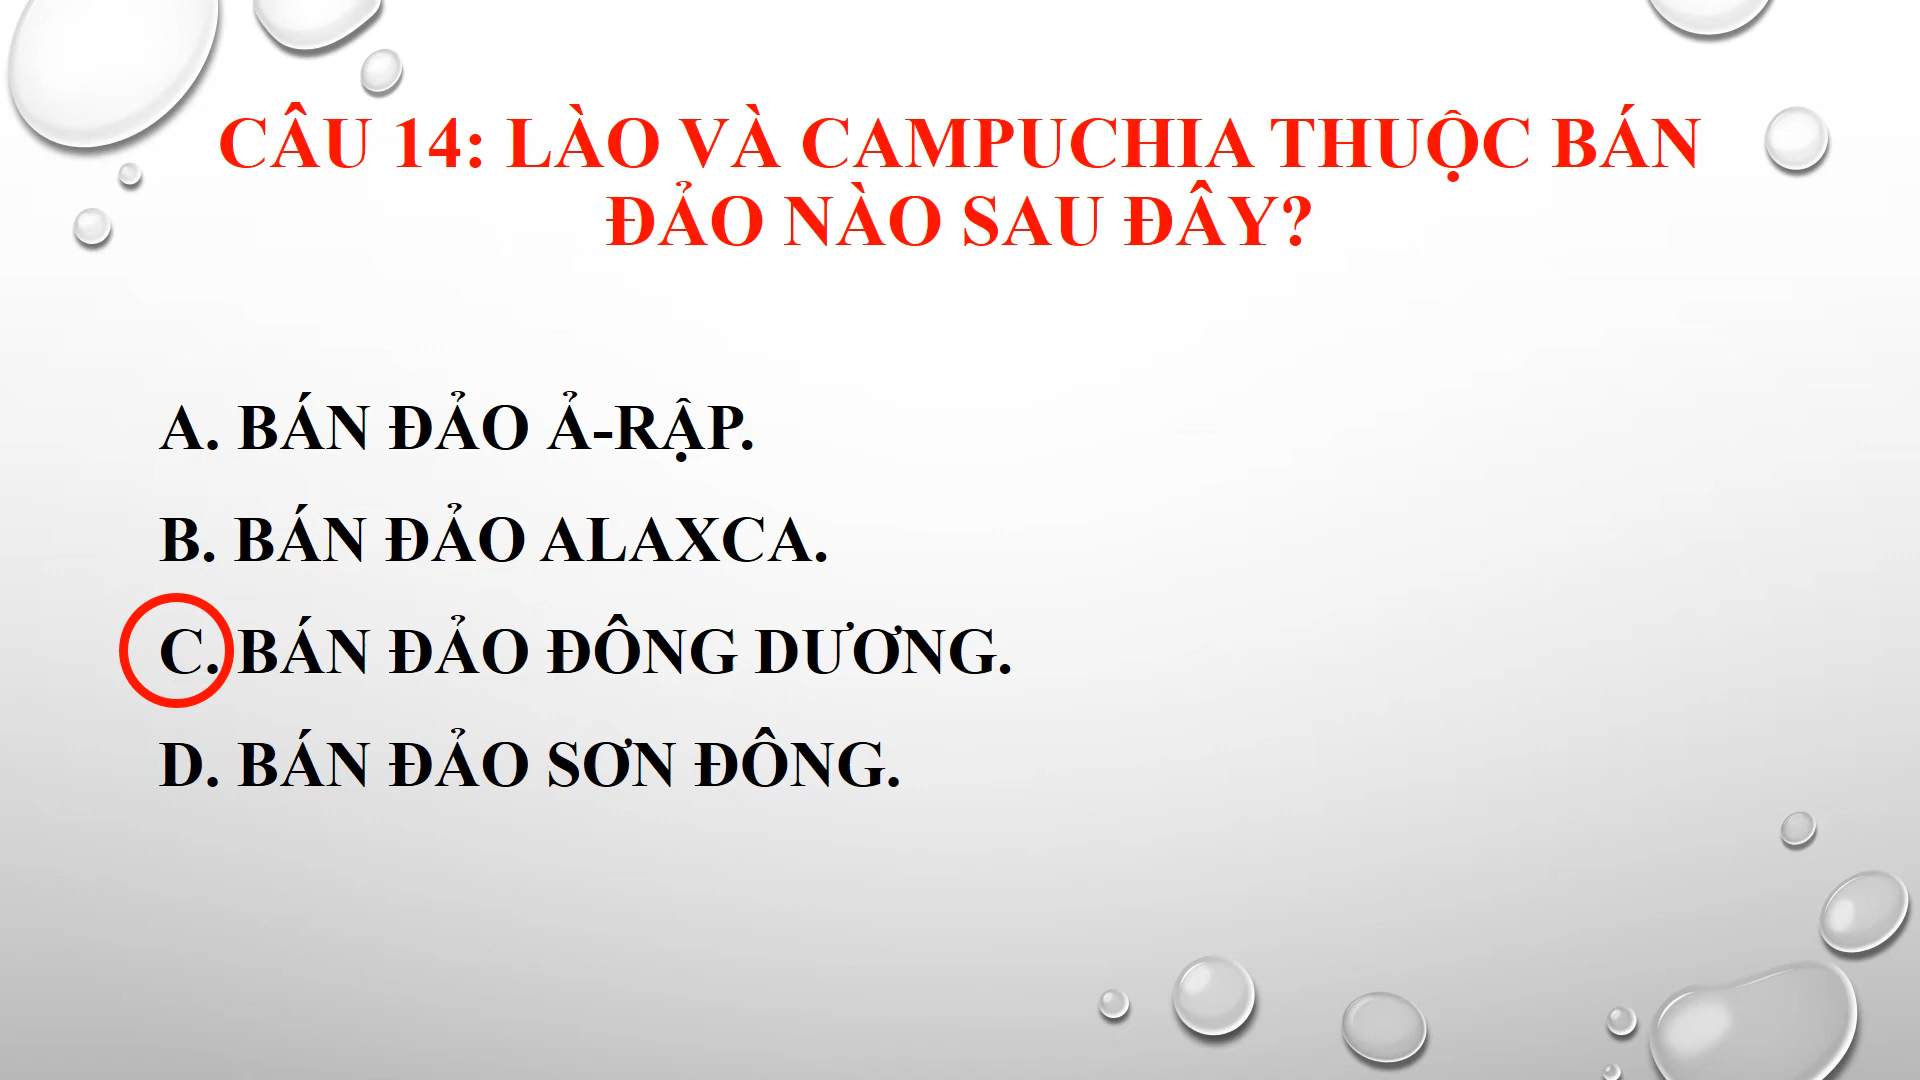 CÂU 14: LÀO VÀ CAMPUCHIA THUỘC BÁN
ĐẢO NÀO SAU ĐÂY?
A. BÁN ĐẢO Ả-RẬP.
B. BÁN ĐẢO ALAXCA.
C. BÁN ĐẢO ĐÔNG DƯƠNG.
D. BÁN ĐẢO SƠN ĐÔNG.